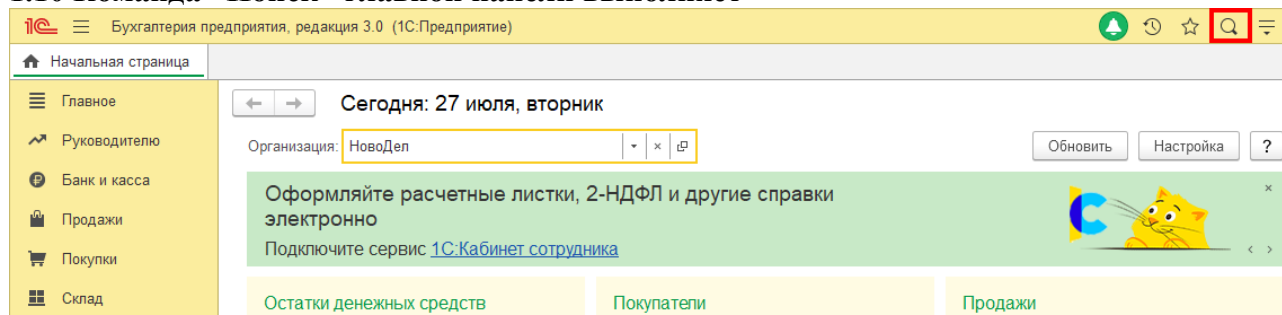 1С Бухгалтерия предприятия, редакция 3.0 (1С:Предприятие)
Начальная страница
Главное
Сегодня: 27 июля, вторник
Руководителю
Организация: НовоДел
Обновить
Настройка
?
Банк и касса
Оформляйте расчетные листки, 2-НДФЛ и другие справки
электронно
Продажи
Подключите сервис 1С:Кабинет сотрудника
Покупки
Склад
Остатки денежных средств
Покупатели
Продажи